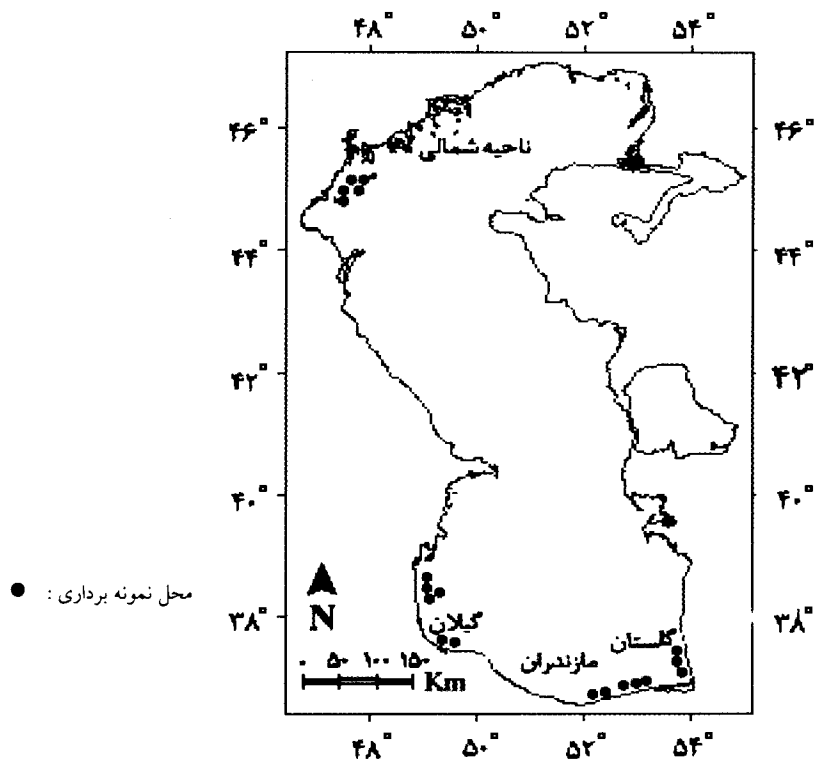 ۴۸° ۵۰° ۵۲° ۵۴°
۴۶° ۴۶°
ناحیه شمالی
۴۴° ۴۴°
۴۲° ۴۲°
۴۰° ۴۰°
محل نمونه برداری :
۳۸° ۳۸°
N
گیلان
گلستان
مازندران
۰ ۵۰ ۱۰۰ ۱۵۰
Km
۴۸° ۵۰° ۵۲° ۵۴°